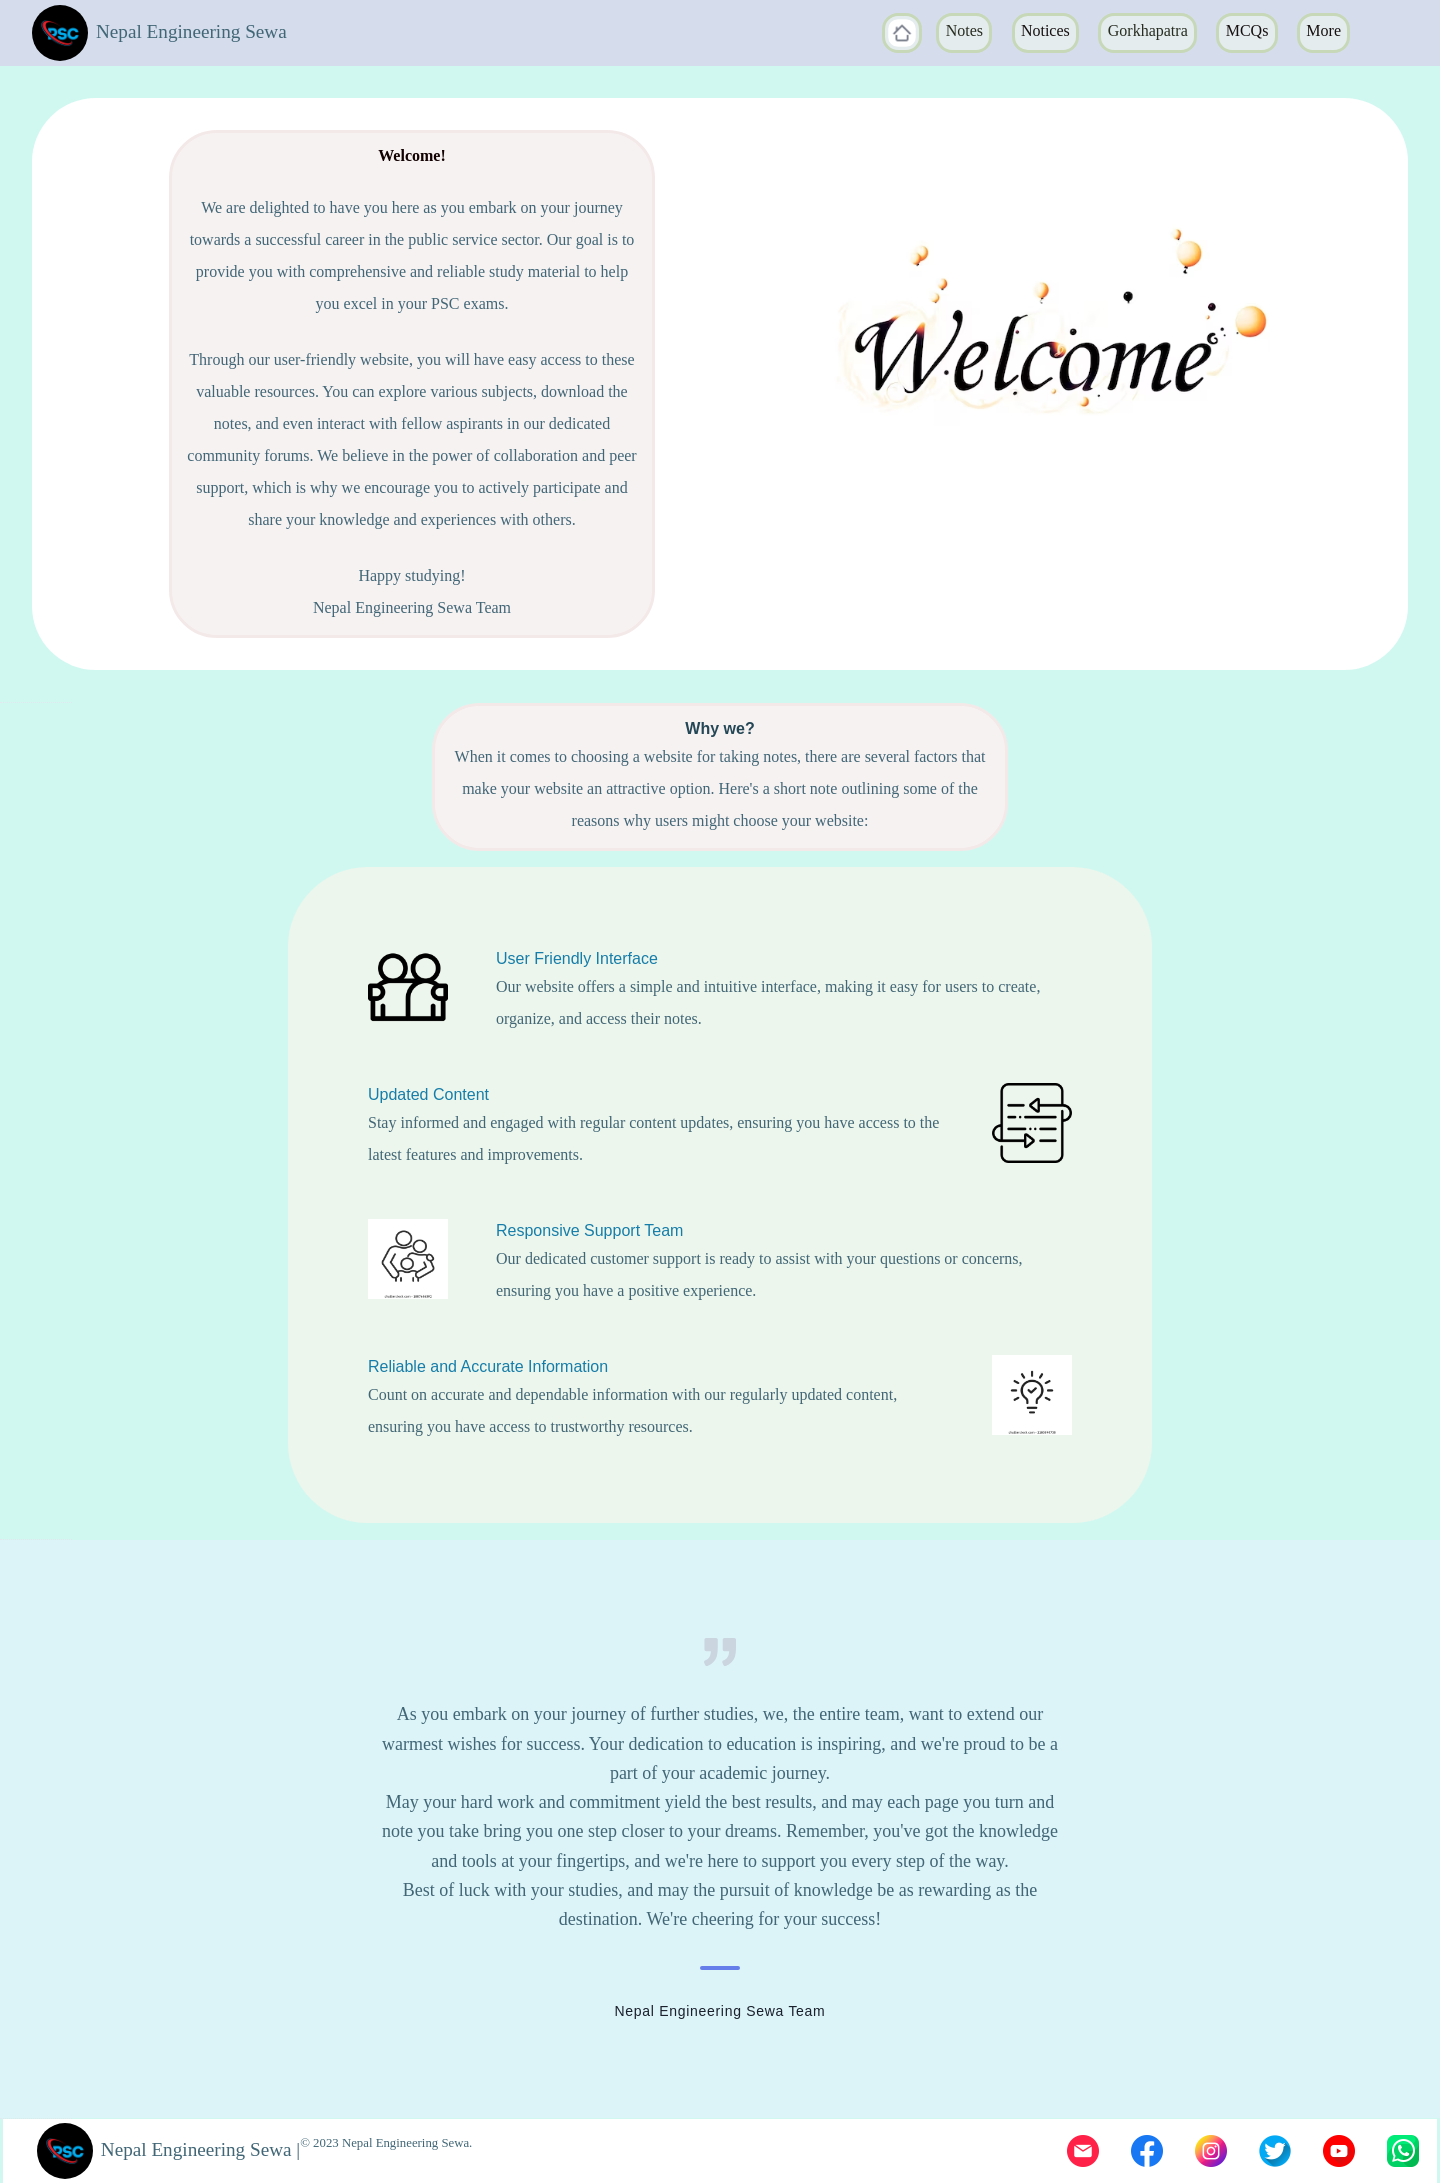 PSC Nepal Engineering Sewa
Notes Notices Gorkhapatra MCQs More
Welcome!
We are delighted to have you here as you embark on your journey
towards a successful career in the public service sector. Our goal is to
provide you with comprehensive and reliable study material to help
you excel in your PSC exams.
Through our user-friendly website, you will have easy access to these
valuable resources. You can explore various subjects, download the
notes, and even interact with fellow aspirants in our dedicated
community forums. We believe in the power of collaboration and peer
support, which is why we encourage you to actively participate and
share your knowledge and experiences with others.
Happy studying!
Nepal Engineering Sewa Team
Welcome
Why we?
When it comes to choosing a website for taking notes, there are several factors that
make your website an attractive option. Here's a short note outlining some of the
reasons why users might choose your website:
User Friendly Interface
Our website offers a simple and intuitive interface, making it easy for users to create,
organize, and access their notes.
Updated Content
Stay informed and engaged with regular content updates, ensuring you have access to the
latest features and improvements.
Responsive Support Team
Our dedicated customer support is ready to assist with your questions or concerns,
ensuring you have a positive experience.
Reliable and Accurate Information
Count on accurate and dependable information with our regularly updated content,
ensuring you have access to trustworthy resources.
”
As you embark on your journey of further studies, we, the entire team, want to extend our
warmest wishes for success. Your dedication to education is inspiring, and we're proud to be a
part of your academic journey.
May your hard work and commitment yield the best results, and may each page you turn and
note you take bring you one step closer to your dreams. Remember, you've got the knowledge
and tools at your fingertips, and we're here to support you every step of the way.
Best of luck with your studies, and may the pursuit of knowledge be as rewarding as the
destination. We're cheering for your success!
Nepal Engineering Sewa Team
PSC Nepal Engineering Sewa |© 2023 Nepal Engineering Sewa.